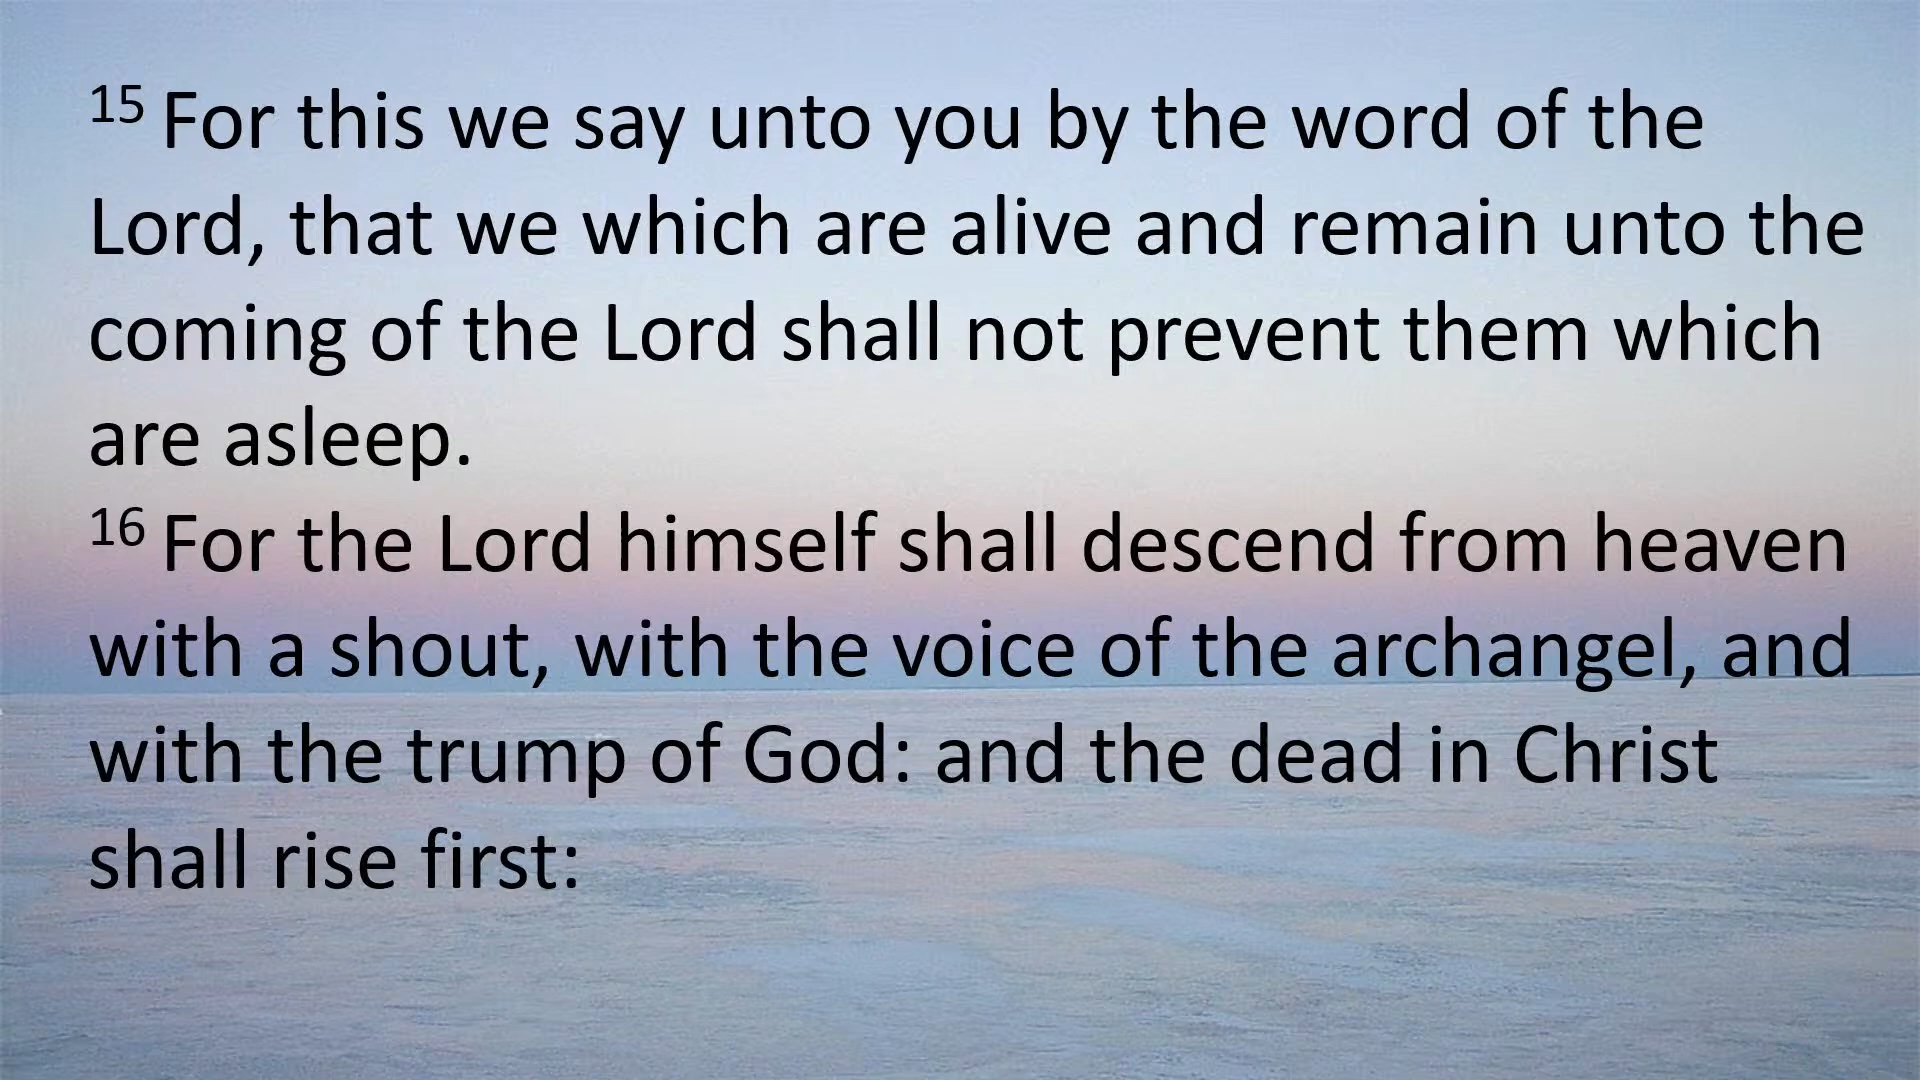 15 For this we say unto you by the word of the
Lord, that we which are alive and remain unto the
coming of the Lord shall not prevent them which
are asleep.
16 For the Lord himself shall descend from heaven
with a shout, with the voice of the archangel, and
with the trump of God: and the dead in Christ
shall rise first: